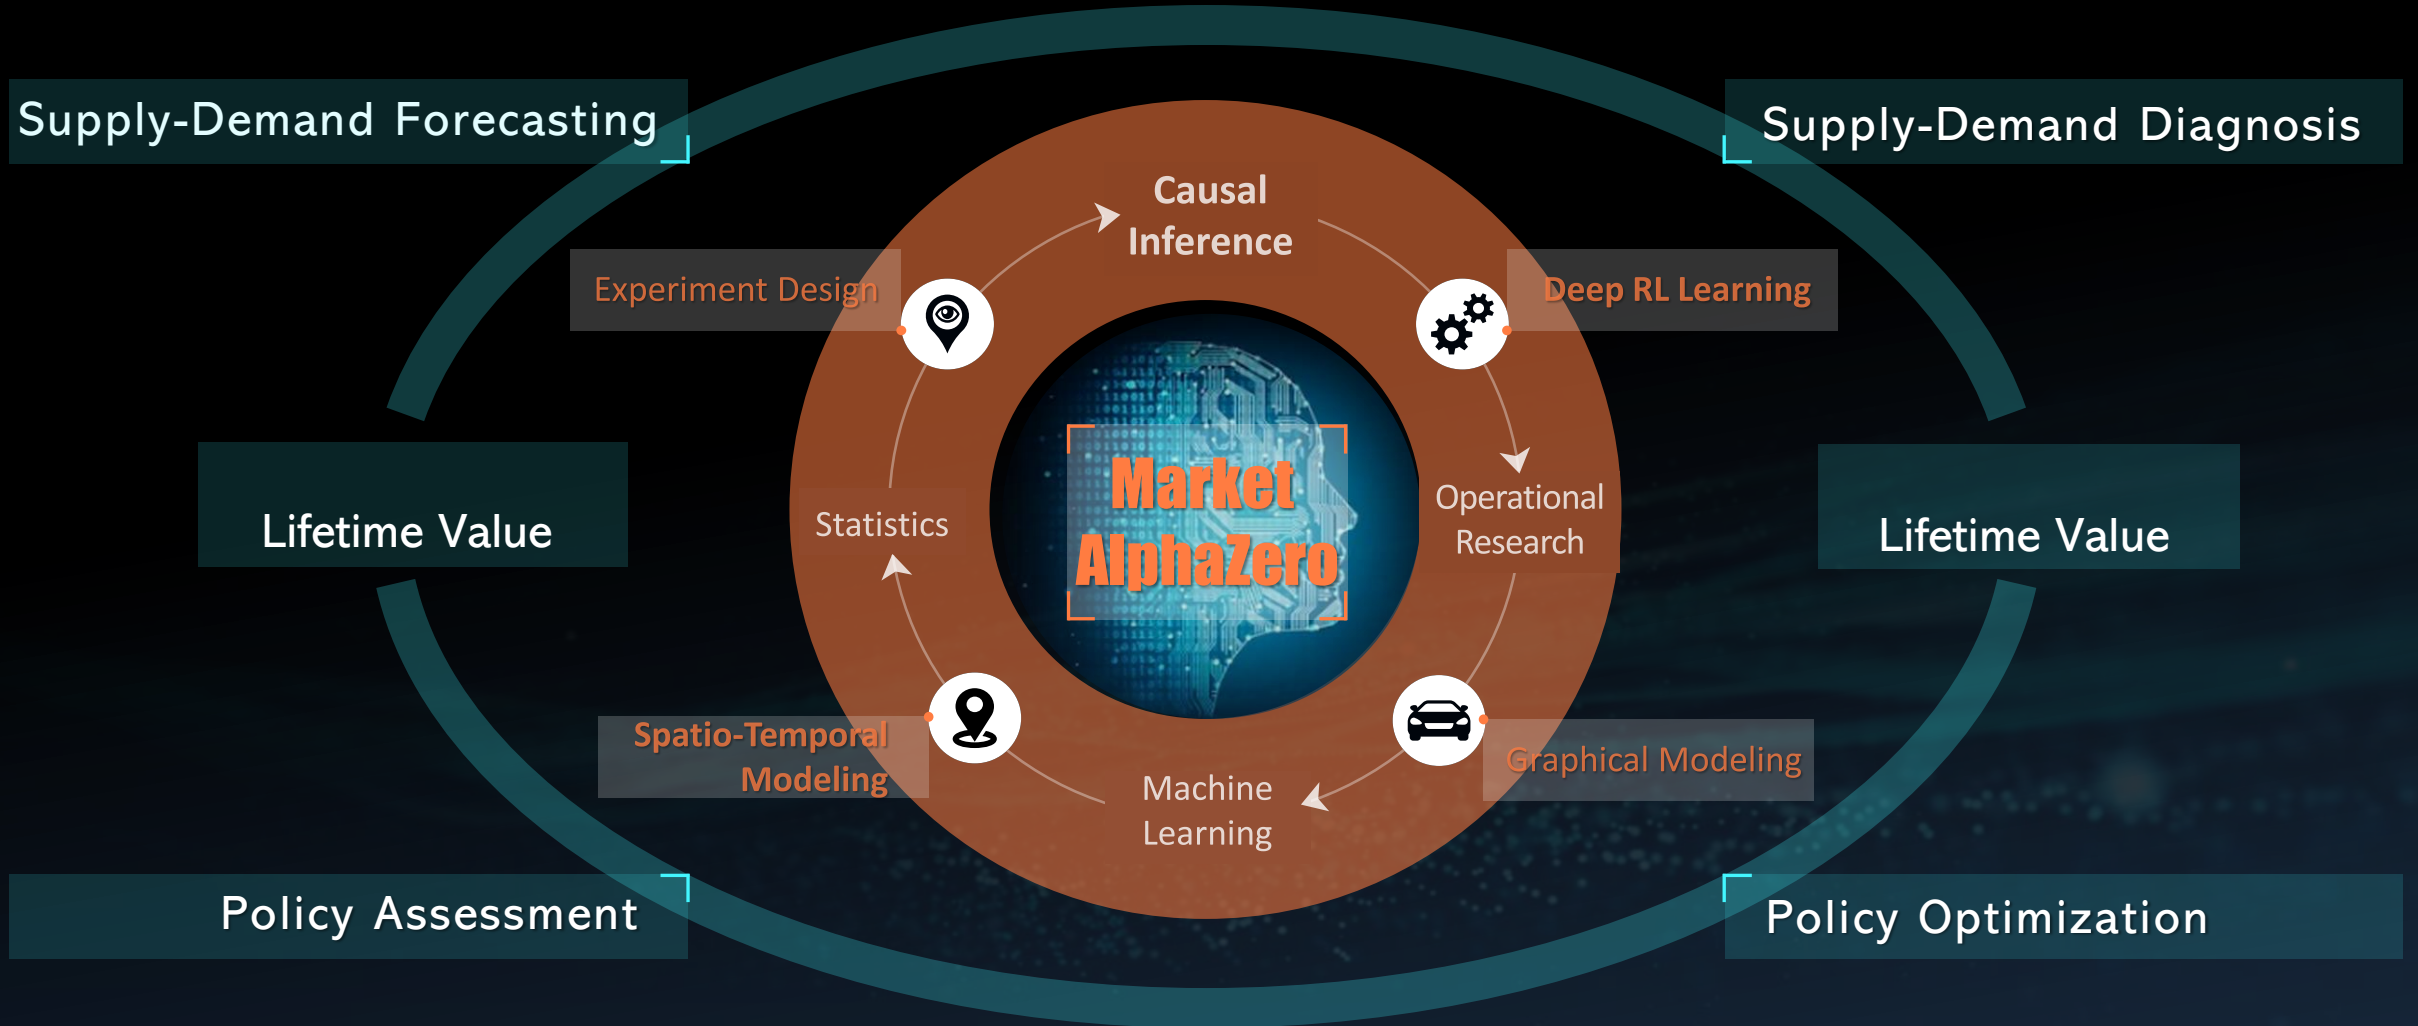 Supply-Demand Forecasting
Supply-Demand Diagnosis
Causal
Inference
Experiment Design
Deep RL Learning
Market
AlphaZero
Lifetime Value
Statistics
Operational
Research
Lifetime Value
Spatio-Temporal
Modeling
Graphical Modeling
Machine
Learning
Policy Assessment
Policy Optimization